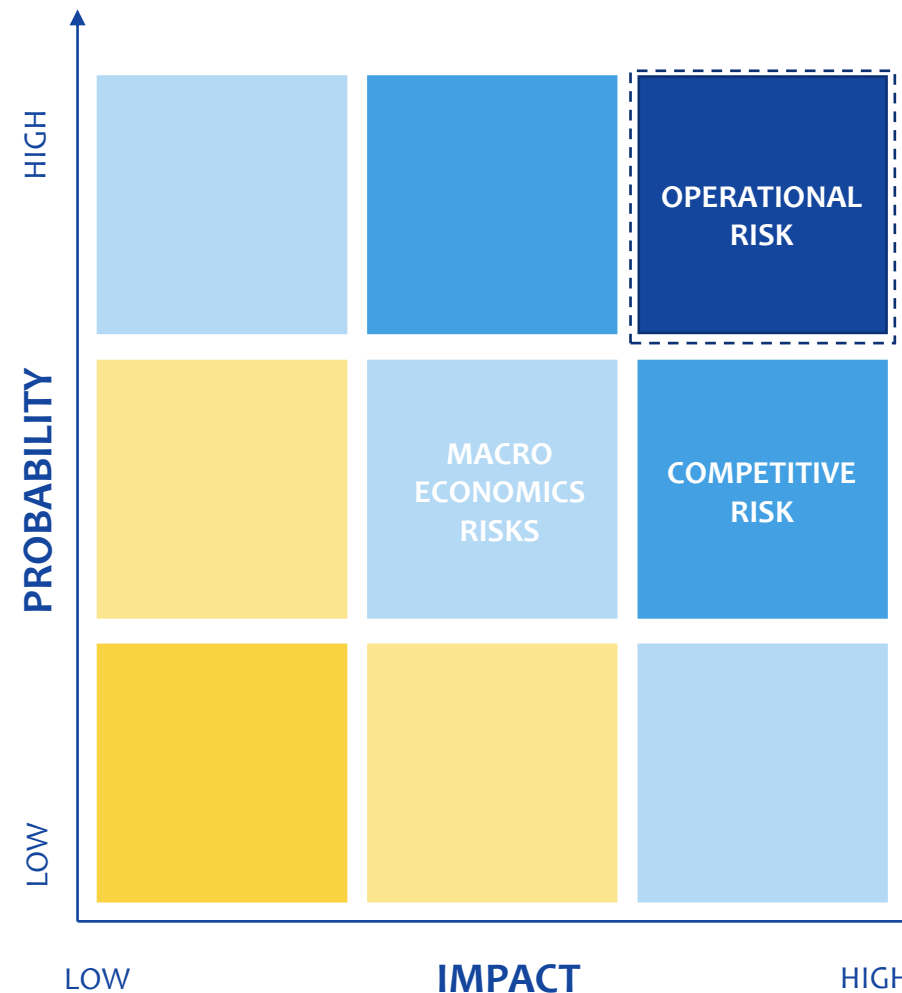 HIGH
OPERATIONAL
RISK
PROBABILITY
MACRO
ECONOMICS
RISKS
COMPETITIVE
RISK
LOW
LOW
IMPACT
HIGH